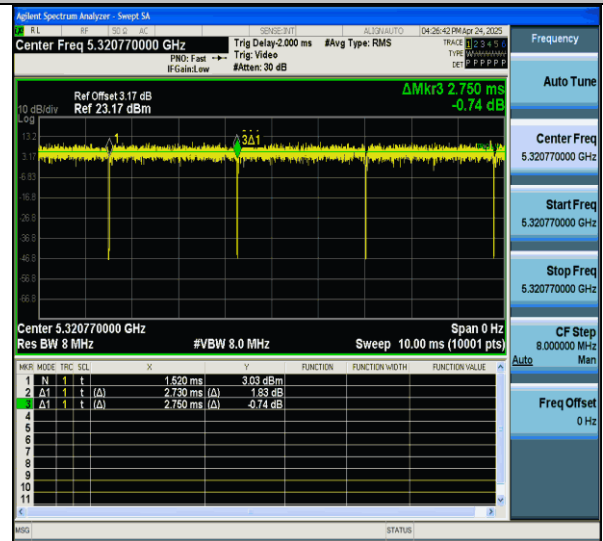 Agilent Spectrum Analyzer - Swept SA
RL RF 50 Ω AC SENSE:INT ALIGNAUTO 04:26:42 PM Apr 24, 2025
Center Freq 5.320770000 GHz
PNO: Fast
IFGain:Low
Trig Delay-2.000 ms
Trig: Video
#Atten: 30 dB
#Avg Type: RMS
TRACE 1 2 3 4 5 6
TYPE
DET P P P P P P
ΔMkr3 2.750 ms
-0.74 dB
Ref Offset 3.17 dB
10 dB/div Ref 23.17 dBm
Log
13.2
3.17
-6.83
-16.8
-26.8
-36.8
-46.8
-56.8
-66.8
1
3Δ1
Center 5.320770000 GHz Span 0 Hz
Res BW 8 MHz #VBW 8.0 MHz Sweep 10.00 ms (10001 pts)
MKR MODE TRC SCL X Y FUNCTION FUNCTION WIDTH FUNCTION VALUE
1 N 1 t 1.520 ms 3.03 dBm
2 Δ1 1 t (Δ) 2.730 ms (Δ) 1.83 dB
3 Δ1 1 t (Δ) 2.750 ms (Δ) -0.74 dB
4
5
6
7
8
9
10
11
MSG STATUS
Frequency
Auto Tune
Center Freq
5.320770000 GHz
Start Freq
5.320770000 GHz
Stop Freq
5.320770000 GHz
CF Step
8.000000 MHz
Auto Man
Freq Offset
0 Hz